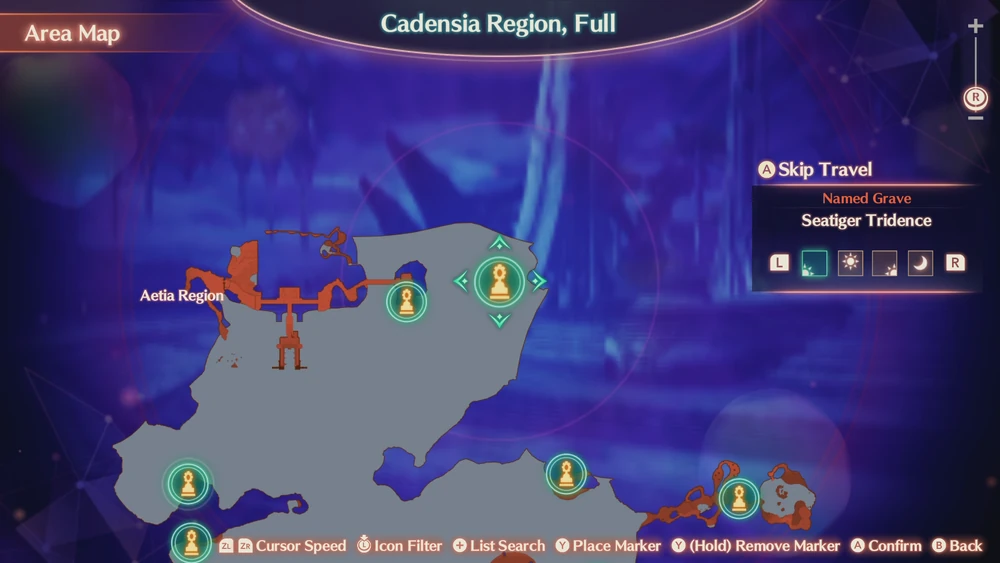 Area Map
Cadensia Region, Full
R
A Skip Travel
Named Grave
Seatiger Tridence
L
R
Aetia Region
ZL ZR Cursor Speed L Icon Filter + List Search Y Place Marker Y (Hold) Remove Marker A Confirm B Back